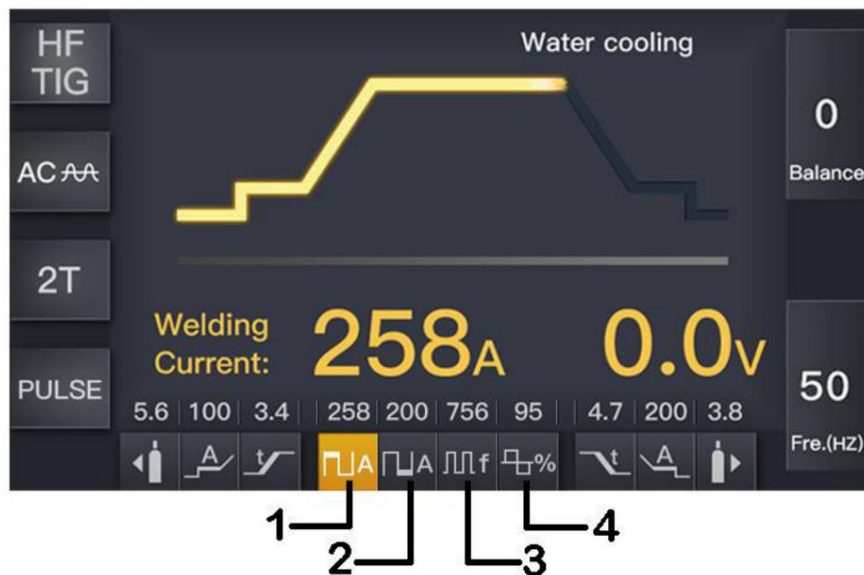 HF
TIG
Water cooling
0
Balance
AC
2T
Welding
Current:
258A
0.0V
PULSE
50
Fre.(HZ)
5.6 100 3.4 258 200 756 95 4.7 200 3.8
A t A A f % t A
1 2 3 4